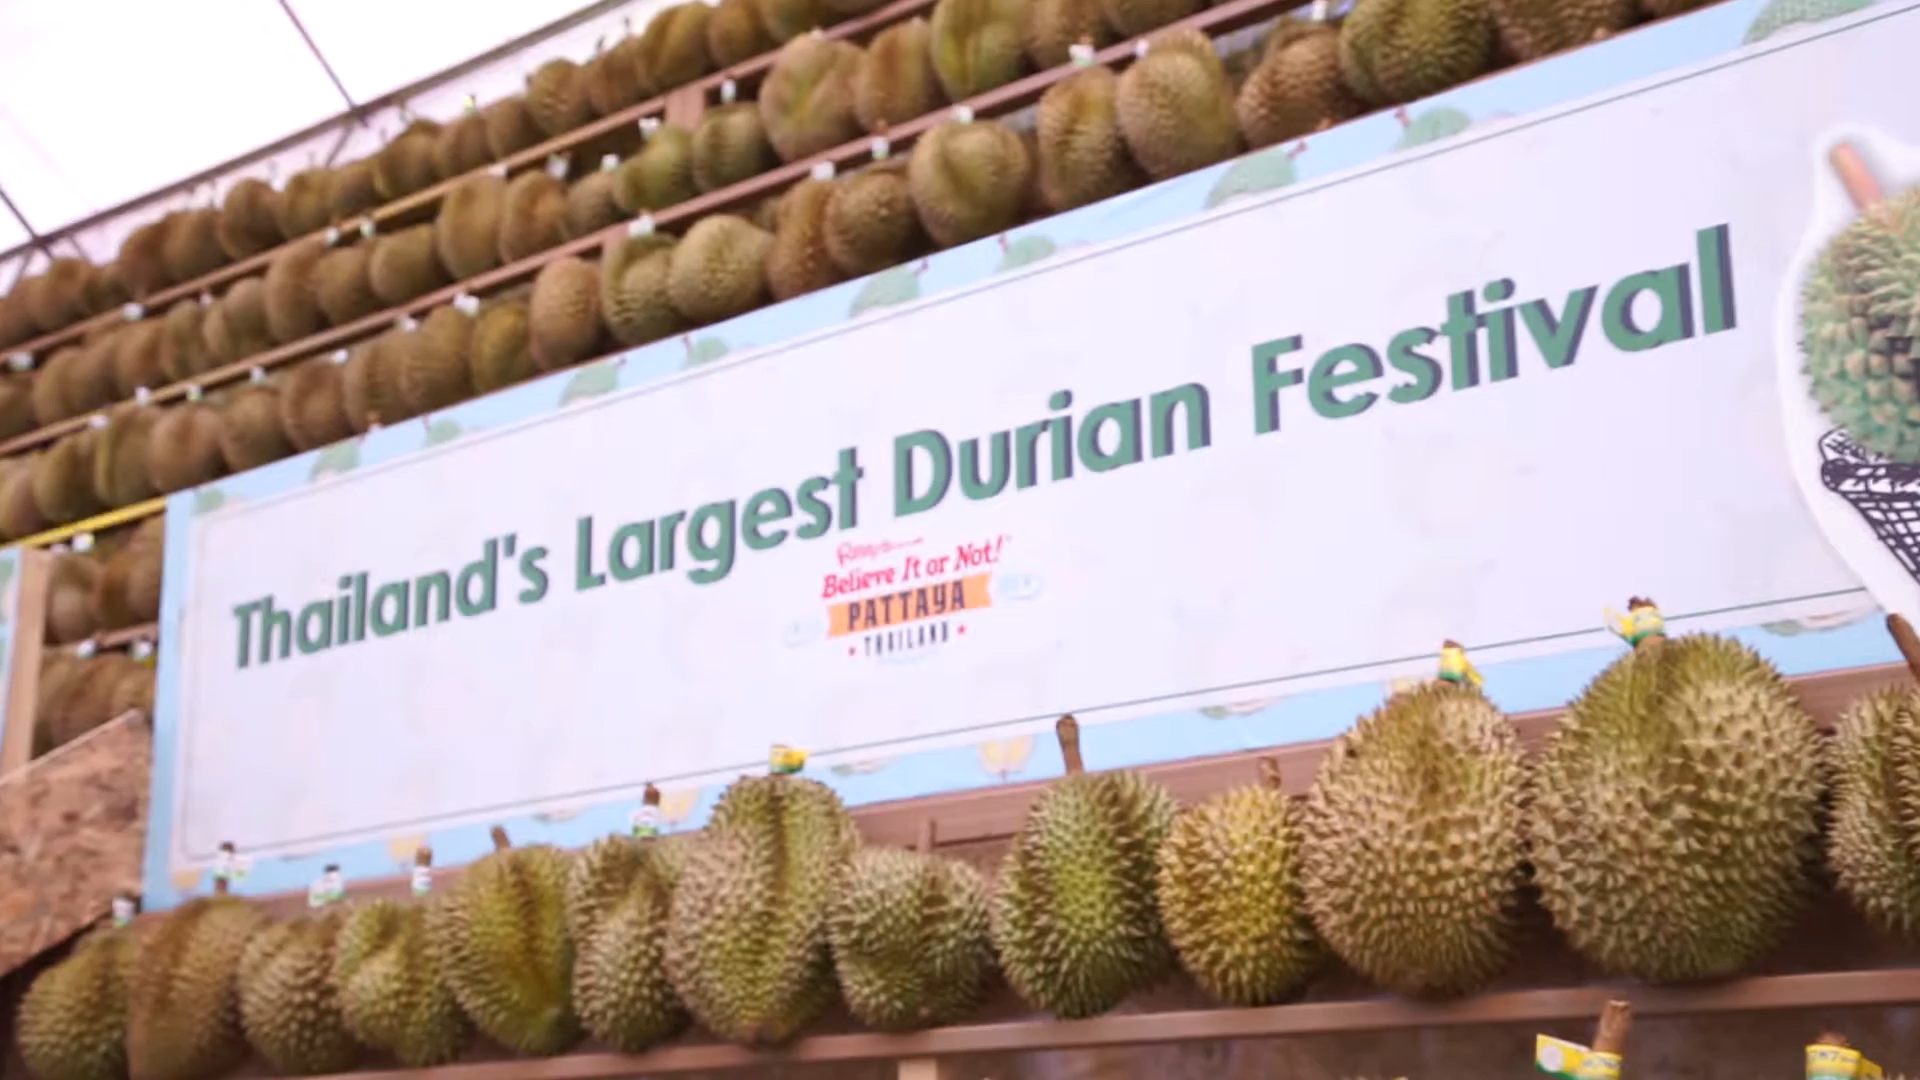 Thailand's Largest Durian Festival
Believe It or Not!
PATTAYA
THAILAND